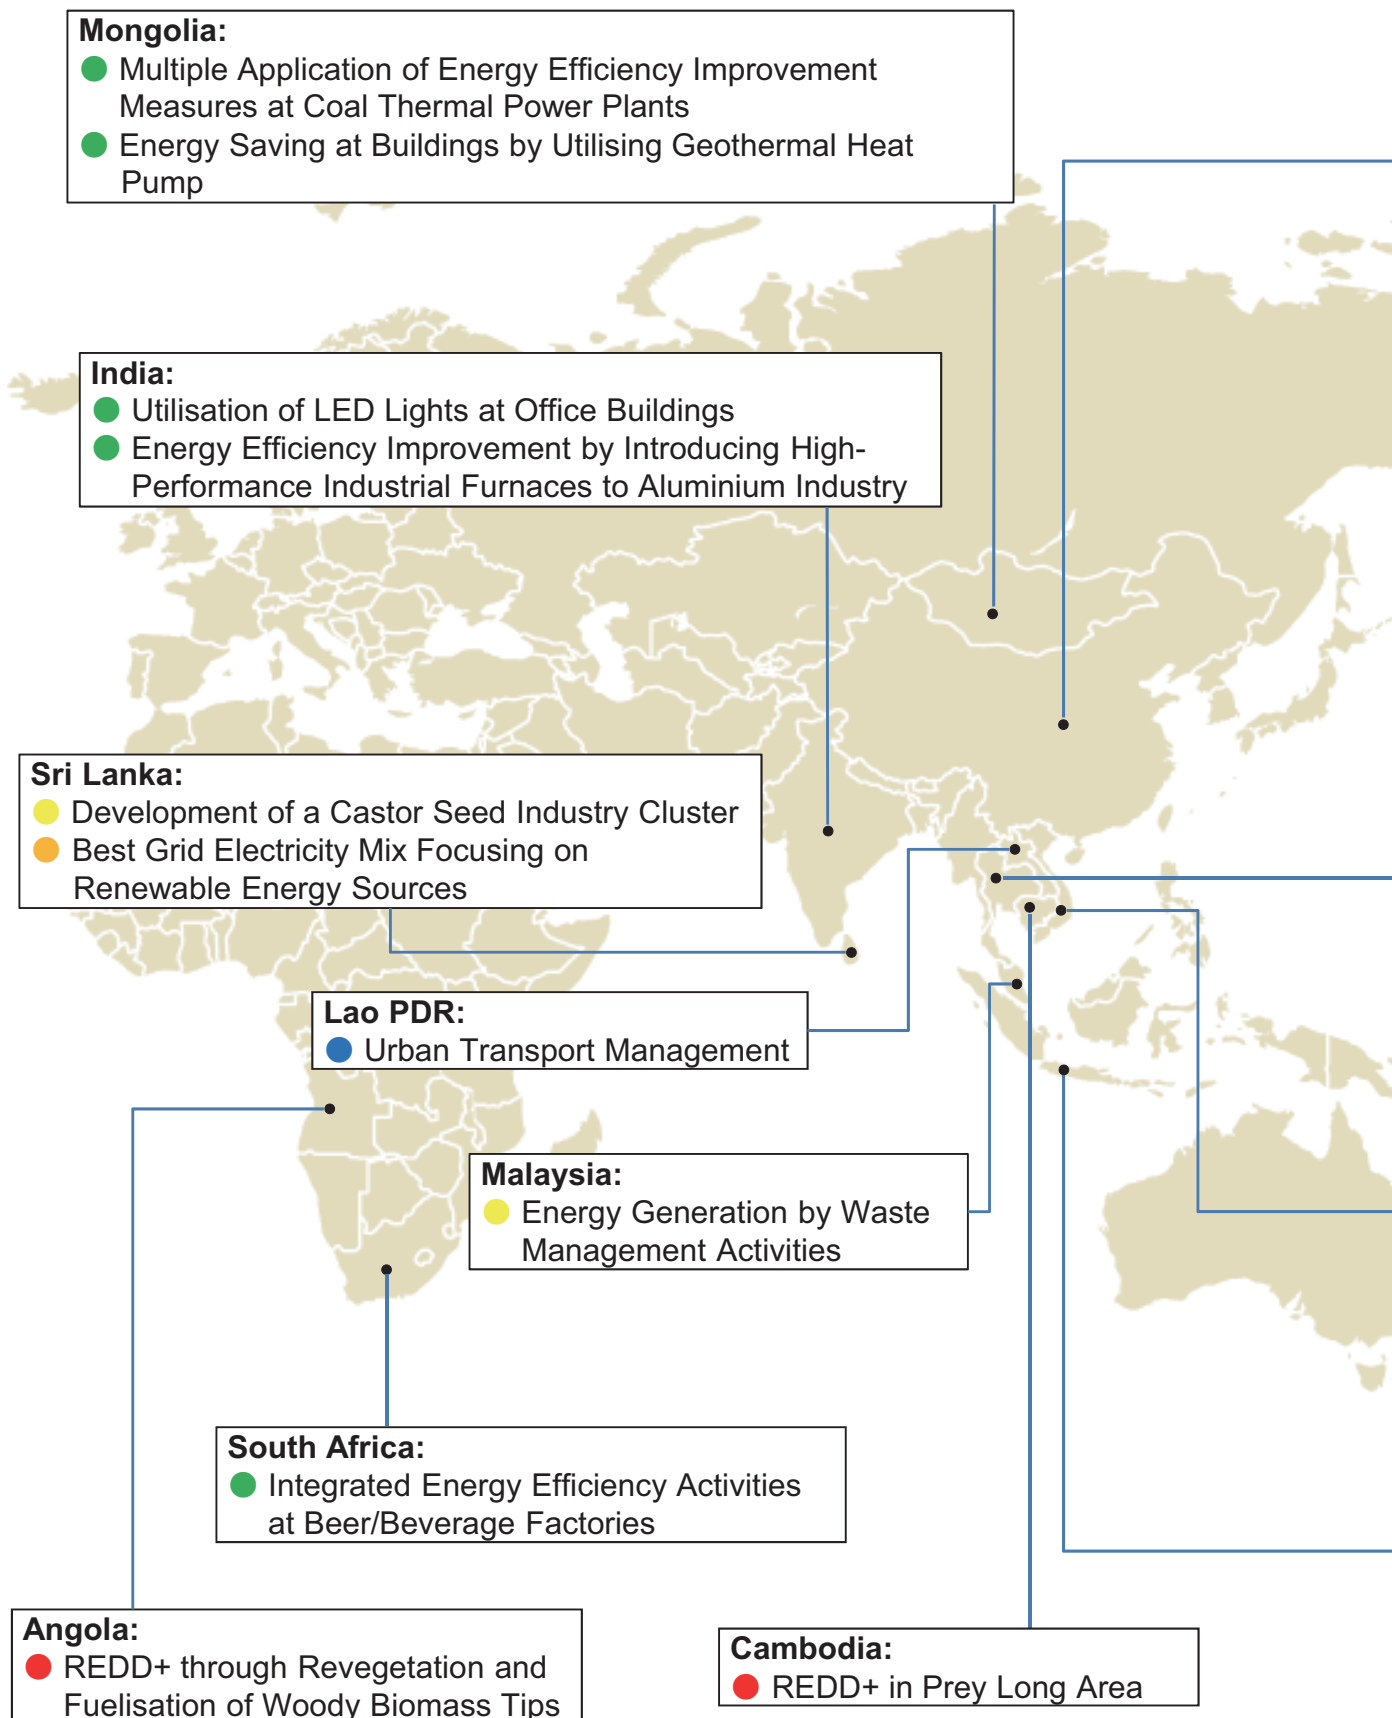 Mongolia:
Multiple Application of Energy Efficiency Improvement
Measures at Coal Thermal Power Plants
Energy Saving at Buildings by Utilising Geothermal Heat
Pump
India:
Utilisation of LED Lights at Office Buildings
Energy Efficiency Improvement by Introducing High-
Performance Industrial Furnaces to Aluminium Industry
Sri Lanka:
Development of a Castor Seed Industry Cluster
Best Grid Electricity Mix Focusing on
Renewable Energy Sources
Lao PDR:
Urban Transport Management
Malaysia:
Energy Generation by Waste
Management Activities
South Africa:
Integrated Energy Efficiency Activities
at Beer/Beverage Factories
Angola:
REDD+ through Revegetation and
Fuelisation of Woody Biomass Tips
Cambodia:
REDD+ in Prey Long Area